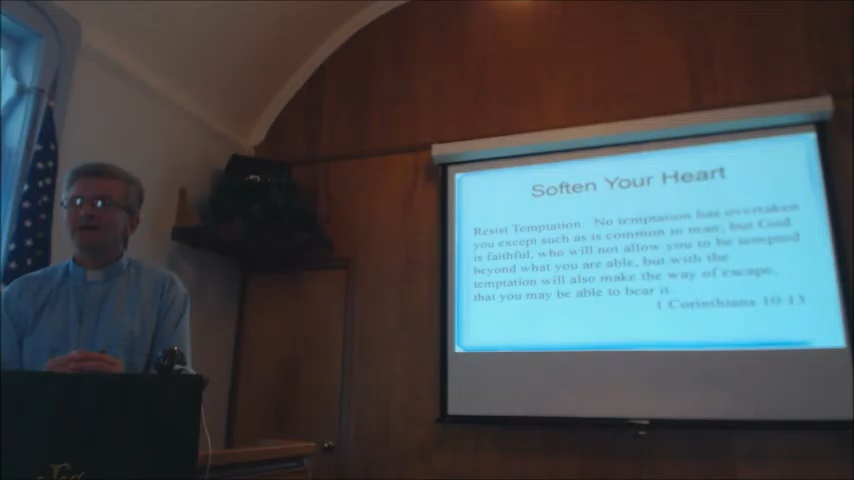 Soften Your Heart
Resist Temptation No temptation has overtaken
you except such as is common to man; but God
is faithful, who will not allow you to be tempted
beyond what you are able, but with the
temptation will also make the way of escape,
that you may be able to bear it.
1 Corinthians 10:13